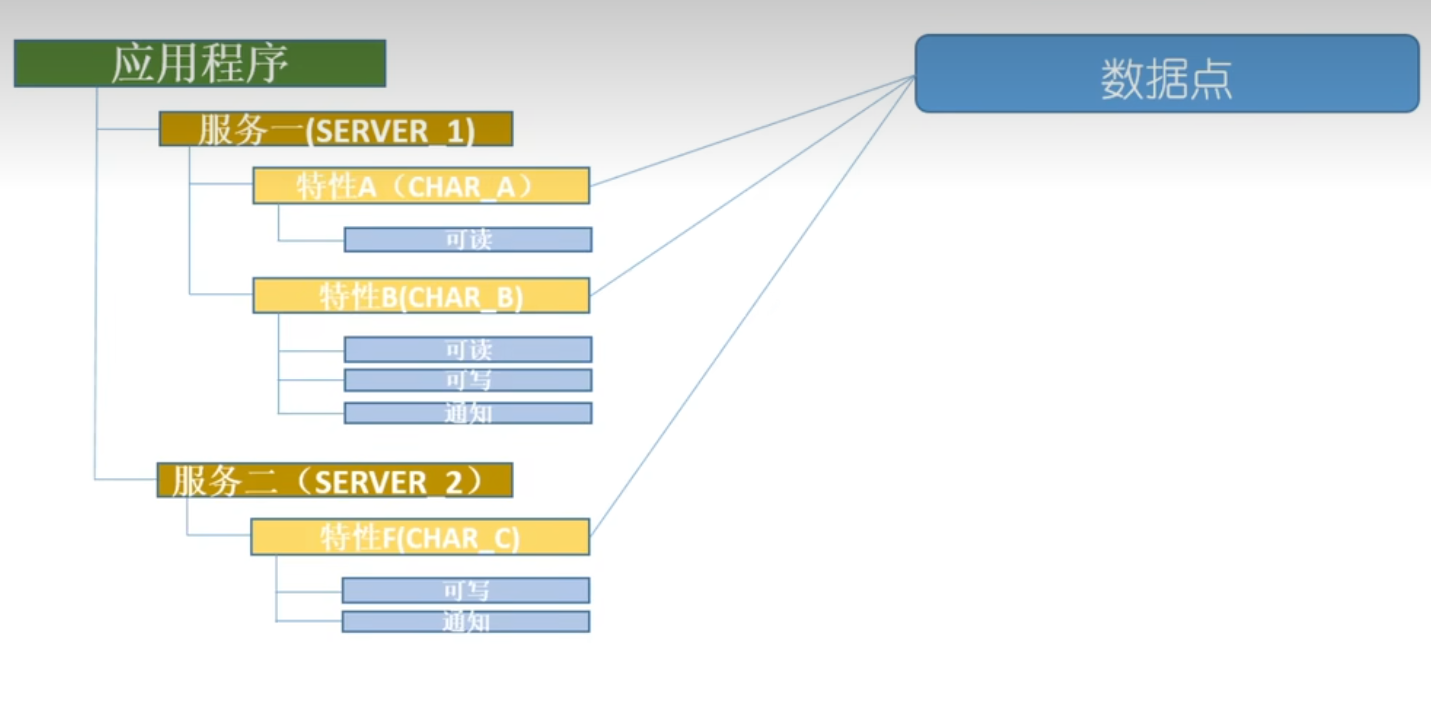 应用程序
数据点
服务一(SERVER_1)
特性A（CHAR_A）
可读
特性B(CHAR_B)
可读
可写
通知
服务二（SERVER_2）
特性F(CHAR_C)
可写
通知